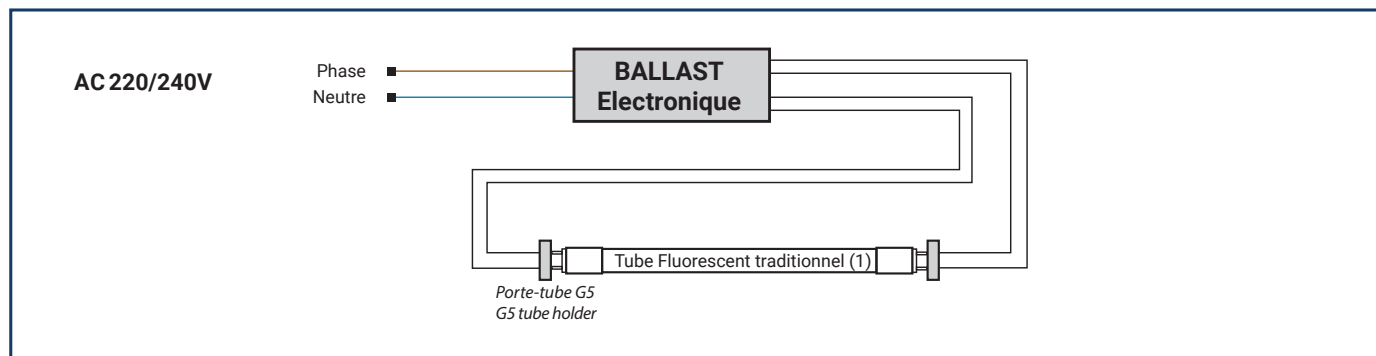 AC 220/240V
Phase
Neutre
BALLAST
Electronique
Tube Fluorescent traditionnel (1)
Porte-tube G5
G5 tube holder